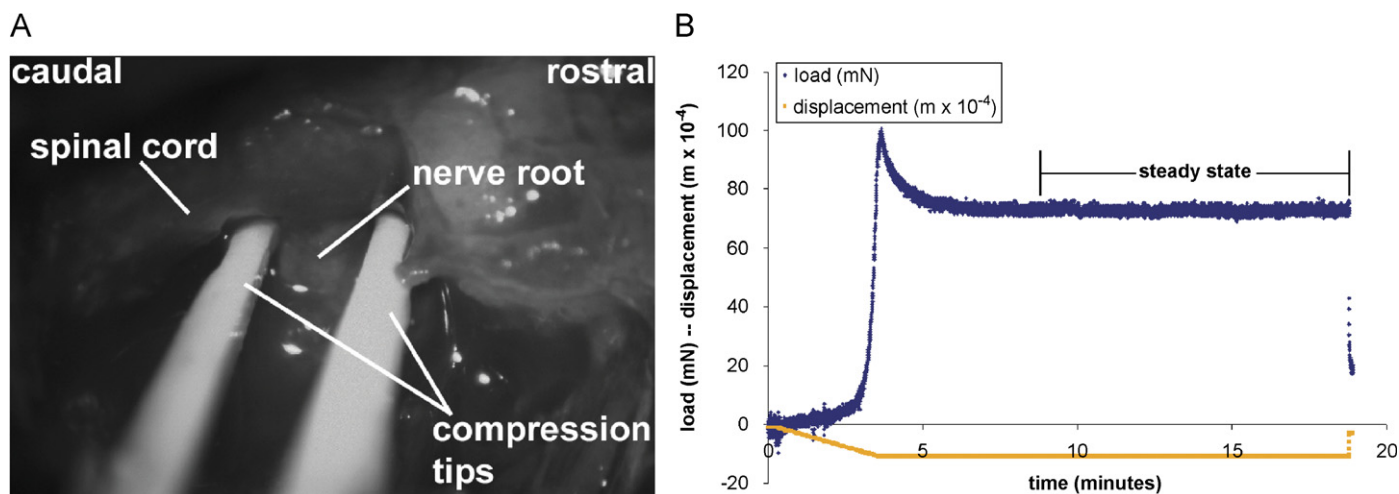 A
caudal
rostral
spinal cord
nerve root
compression
tips
B
load (mN) -- displacement (m x 10⁻⁴)
120
100
80
60
40
20
0
-20
load (mN)
displacement (m x 10⁻⁴)
steady state
0
5
10
15
20
time (minutes)